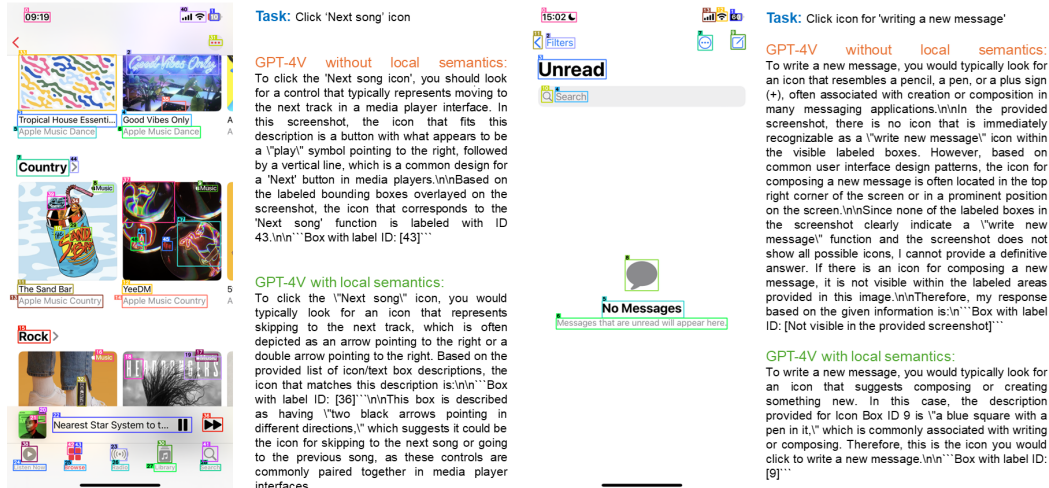 09:19
Tropical House Essenti...
Good Vibes Only
Good Vibes Only
A
Apple Music Dance
Apple Music Dance
A
Country
Music
Music
The Sand Bar
YeeDM
5
Apple Music Country
Apple Music Country
A
Rock
Music
Music
Nearest Star System to t...
Listen Now
Browse
Radio
Library
Search
Task: Click 'Next song' icon
GPT-4V without local semantics:
To click the 'Next song icon', you should look
for a control that typically represents moving to
the next track in a media player interface. In
this screenshot, the icon that fits this
description is a button with what appears to be
a \"play\" symbol pointing to the right, followed
by a vertical line, which is a common design for
a 'Next' button in media players.\n\nBased on
the labeled bounding boxes overlayed on the
screenshot, the icon that corresponds to the
'Next song' function is labeled with ID
43.\n\n```Box with label ID: [43]```
GPT-4V with local semantics:
To click the \"Next song\" icon, you would
typically look for an icon that represents
skipping to the next track, which is often
depicted as an arrow pointing to the right or a
double arrow pointing to the right. Based on the
provided list of icon/text box descriptions, the
icon that matches this description is:\n\n```Box
with label ID: [36]```\n\nThis box is described
as having \"two black arrows pointing in
different directions,\" which suggests it could be
the icon for skipping to the next song or going
to the previous song, as these controls are
commonly paired together in media player
interfaces.
15:02
Filters
Unread
Search
No Messages
Messages that are unread will appear here.
Task: Click icon for 'writing a new message'
GPT-4V without local semantics:
To write a new message, you would typically look for
an icon that resembles a pencil, a pen, or a plus sign
(+), often associated with creation or composition in
many messaging applications.\n\nIn the provided
screenshot, there is no icon that is immediately
recognizable as a \"write new message\" icon within
the visible labeled boxes. However, based on
common user interface design patterns, the icon for
composing a new message is often located in the top
right corner of the screen or in a prominent position
on the screen.\n\nSince none of the labeled boxes in
the screenshot clearly indicate a \"write new
message\" function and the screenshot does not
show all possible icons, I cannot provide a definitive
answer. If there is an icon for composing a new
message, it is not visible within the labeled areas
provided in this image.\n\nTherefore, my response
based on the given information is:\n```Box with label
ID: [Not visible in the provided screenshot]```
GPT-4V with local semantics:
To write a new message, you would typically look for
an icon that suggests composing or creating
something new. In this case, the description
provided for Icon Box ID 9 is \"a blue square with a
pen in it,\" which is commonly associated with writing
or composing. Therefore, this is the icon you would
click to write a new message.\n\n```Box with label ID:
[9]```